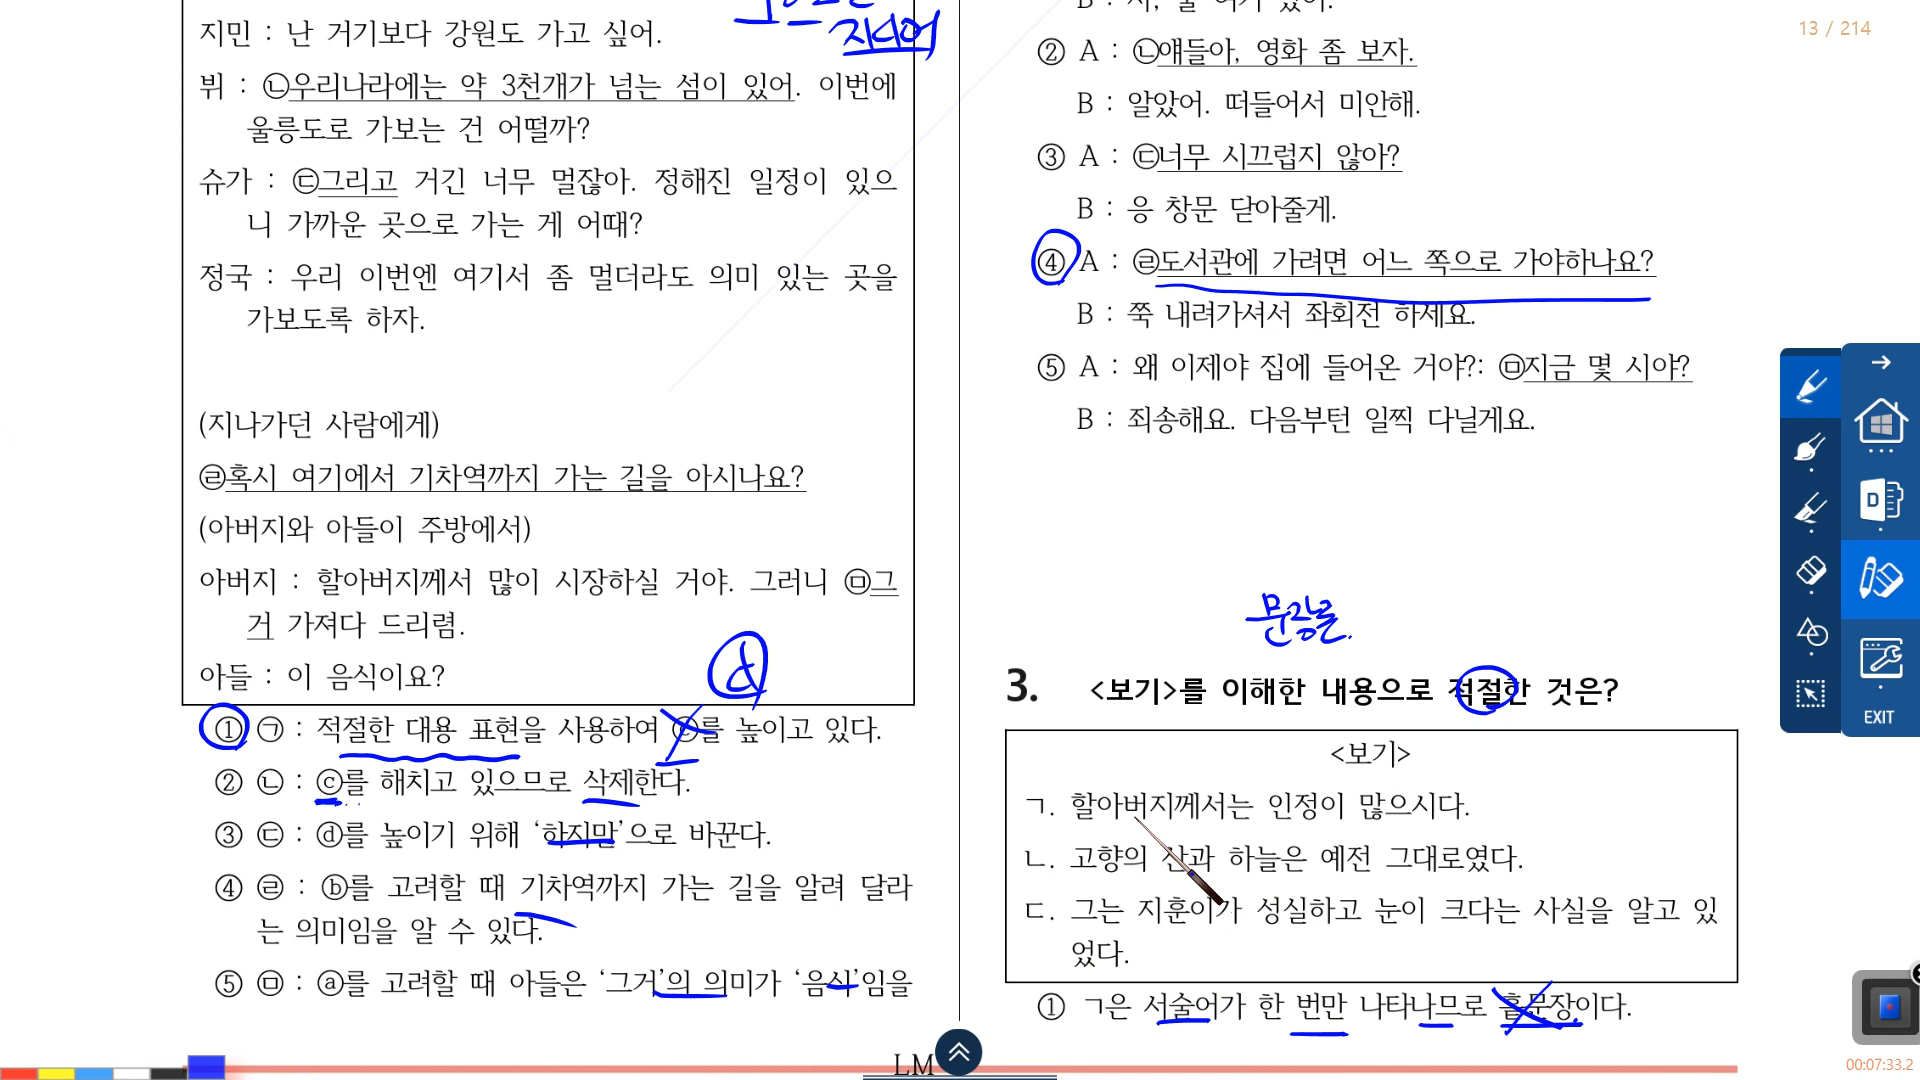 지디어
지민 : 난 거기보다 강원도 가고 싶어.
뷔 : ㉡우리나라에는 약 3천개가 넘는 섬이 있어. 이번에
울릉도로 가보는 건 어떨까?
슈가 : ㉢그리고 거긴 너무 멀잖아. 정해진 일정이 있으
니 가까운 곳으로 가는 게 어때?
정국 : 우리 이번엔 여기서 좀 멀더라도 의미 있는 곳을
가보도록 하자.
(지나가던 사람에게)
㉣혹시 여기에서 기차역까지 가는 길을 아시나요?
(아버지와 아들이 주방에서)
아버지 : 할아버지께서 많이 시장하실 거야. 그러니 ㉤그
거 가져다 드리렴.
아들 : 이 음식이요?
ⓓ
① ㉠ : 적절한 대용 표현을 사용하여 ⓒ를 높이고 있다.
② ㉡ : ⓒ를 해치고 있으므로 삭제한다.
③ ㉢ : ⓓ를 높이기 위해 ‘하지만’으로 바꾼다.
④ ㉣ : ⓑ를 고려할 때 기차역까지 가는 길을 알려 달라
는 의미임을 알 수 있다.
⑤ ㉤ : ⓐ를 고려할 때 아들은 ‘그거’의 의미가 ‘음식’임을
② A : ㉡얘들아, 영화 좀 보자.
B : 알았어. 떠들어서 미안해.
③ A : ㉢너무 시끄럽지 않아?
B : 응 창문 닫아줄게.
④ A : ㉣도서관에 가려면 어느 쪽으로 가야하나요?
B : 쭉 내려가셔서 좌회전 하세요.
⑤ A : 왜 이제야 집에 들어온 거야?: ㉤지금 몇 시야?
B : 죄송해요. 다음부턴 일찍 다닐게요.
문장을.
3. <보기>를 이해한 내용으로 적절한 것은?
<보기>
ㄱ. 할아버지께서는 인정이 많으시다.
ㄴ. 고향의 산과 하늘은 예전 그대로였다.
ㄷ. 그는 지훈이가 성실하고 눈이 크다는 사실을 알고 있
었다.
① ㄱ은 서술어가 한 번만 나타나므로 홑문장이다.
LM
13 / 214
D
EXIT
00:07:33.2